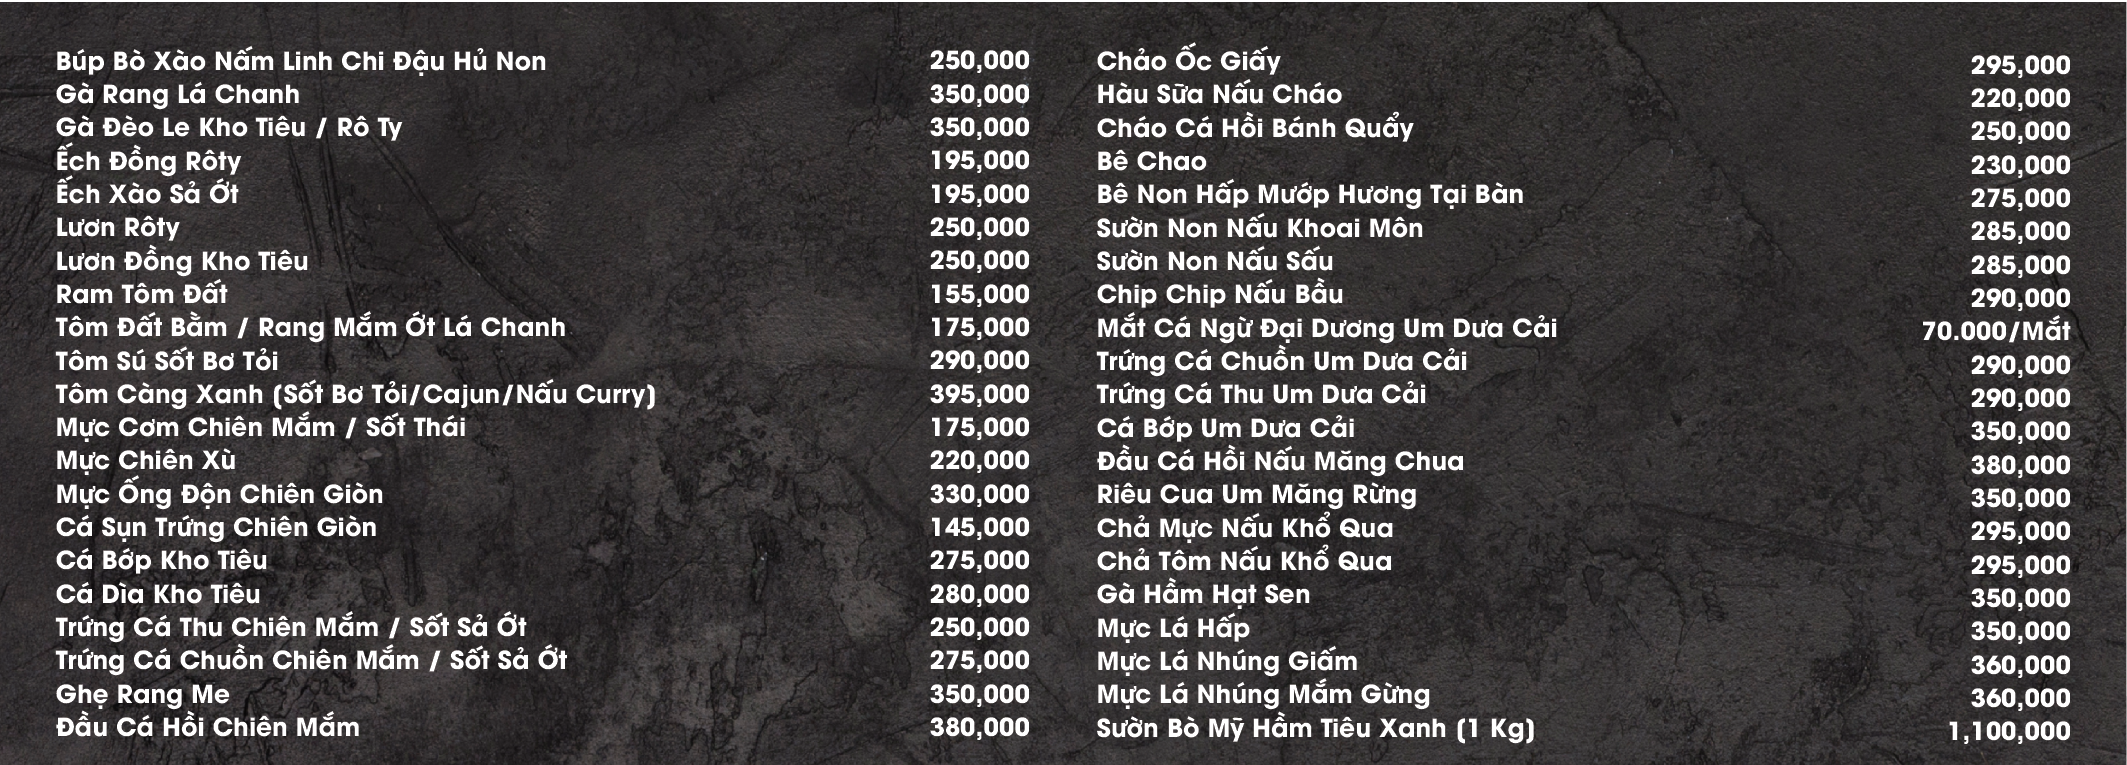 Búp Bò Xào Nấm Linh Chi Đậu Hủ Non 250,000
Gà Rang Lá Chanh 350,000
Gà Đèo Le Kho Tiêu / Rô Ty 350,000
Ếch Đồng Rôty 195,000
Ếch Xào Sả Ớt 195,000
Lươn Rôty 250,000
Lươn Đồng Kho Tiêu 250,000
Ram Tôm Đất 155,000
Tôm Đất Bằm / Rang Mắm Ớt Lá Chanh 175,000
Tôm Sú Sốt Bơ Tỏi 290,000
Tôm Càng Xanh (Sốt Bơ Tỏi/Cajun/Nấu Curry) 395,000
Mực Cơm Chiên Mắm / Sốt Thái 175,000
Mực Chiên Xù 220,000
Mực Ống Độn Chiên Giòn 330,000
Cá Sụn Trứng Chiên Giòn 145,000
Cá Bớp Kho Tiêu 275,000
Cá Dìa Kho Tiêu 280,000
Trứng Cá Thu Chiên Mắm / Sốt Sả Ớt 250,000
Trứng Cá Chuồn Chiên Mắm / Sốt Sả Ớt 275,000
Ghẹ Rang Me 350,000
Đầu Cá Hồi Chiên Mắm 380,000
Chảo Ốc Giấy 295,000
Hàu Sữa Nấu Cháo 220,000
Cháo Cá Hồi Bánh Quẩy 250,000
Bê Chao 230,000
Bê Non Hấp Mướp Hương Tại Bàn 275,000
Sườn Non Nấu Khoai Môn 285,000
Sườn Non Nấu Sấu 285,000
Chip Chip Nấu Bầu 290,000
Mắt Cá Ngừ Đại Dương Um Dưa Cải 70.000/Mắt
Trứng Cá Chuồn Um Dưa Cải 290,000
Trứng Cá Thu Um Dưa Cải 290,000
Cá Bớp Um Dưa Cải 350,000
Đầu Cá Hồi Nấu Măng Chua 380,000
Riêu Cua Um Măng Rừng 350,000
Chả Mực Nấu Khổ Qua 295,000
Chả Tôm Nấu Khổ Qua 295,000
Gà Hầm Hạt Sen 350,000
Mực Lá Hấp 350,000
Mực Lá Nhúng Giấm 360,000
Mực Lá Nhúng Mắm Gừng 360,000
Sườn Bò Mỹ Hầm Tiêu Xanh (1 Kg) 1,100,000